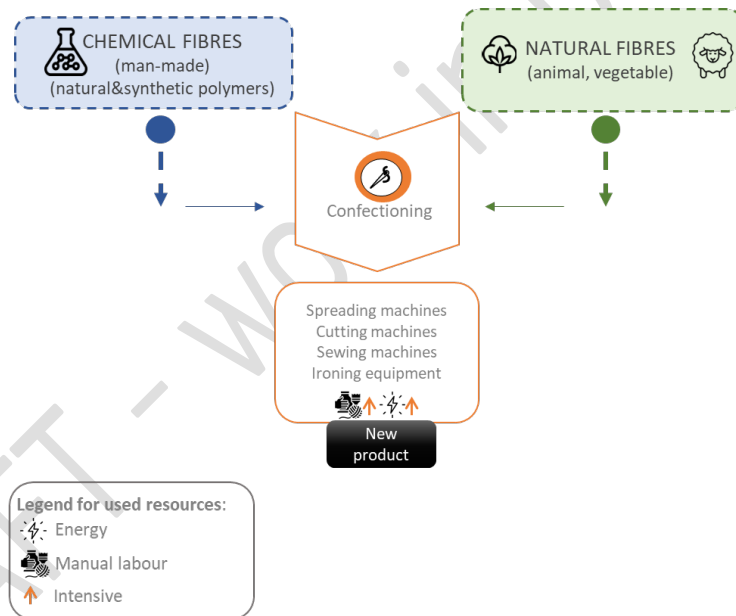 CHEMICAL FIBRES
(man-made)
(natural&synthetic polymers)
NATURAL FIBRES
(animal, vegetable)
Confectioning
Spreading machines
Cutting machines
Sewing machines
Ironing equipment
New
product
Legend for used resources:
Energy
Manual labour
Intensive